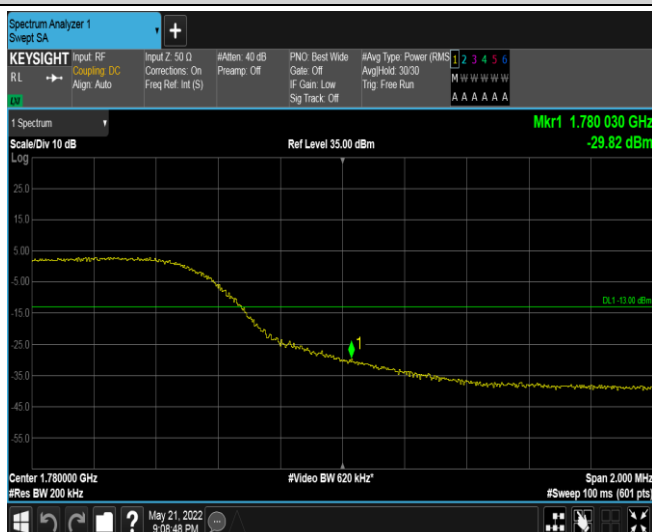 Spectrum Analyzer 1
Swept SA
+
KEYSIGHT
RL
Input: RF
Coupling: DC
Align: Auto
Input Z: 50 Ω
Corrections: On
Freq Ref: Int (S)
#Atten: 40 dB
Preamp: Off
PNO: Best Wide
Gate: Off
IF Gain: Low
Sig Track: Off
#Avg Type: Power (RMS
Avg|Hold: 30/30
Trig: Free Run
1 2 3 4 5 6
M W W W W W
A A A A A A
1 Spectrum
Scale/Div 10 dB
Ref Level 35.00 dBm
Mkr1 1.780 030 GHz
-29.82 dBm
Log
25.0
15.0
5.00
-5.00
DL1 -13.00 dBm
-15.0
1
-25.0
-35.0
-45.0
-55.0
Center 1.780000 GHz
#Video BW 620 kHz*
Span 2.000 MHz
#Res BW 200 kHz
#Sweep 100 ms (601 pts)
?
May 21, 2022
9:08:48 PM